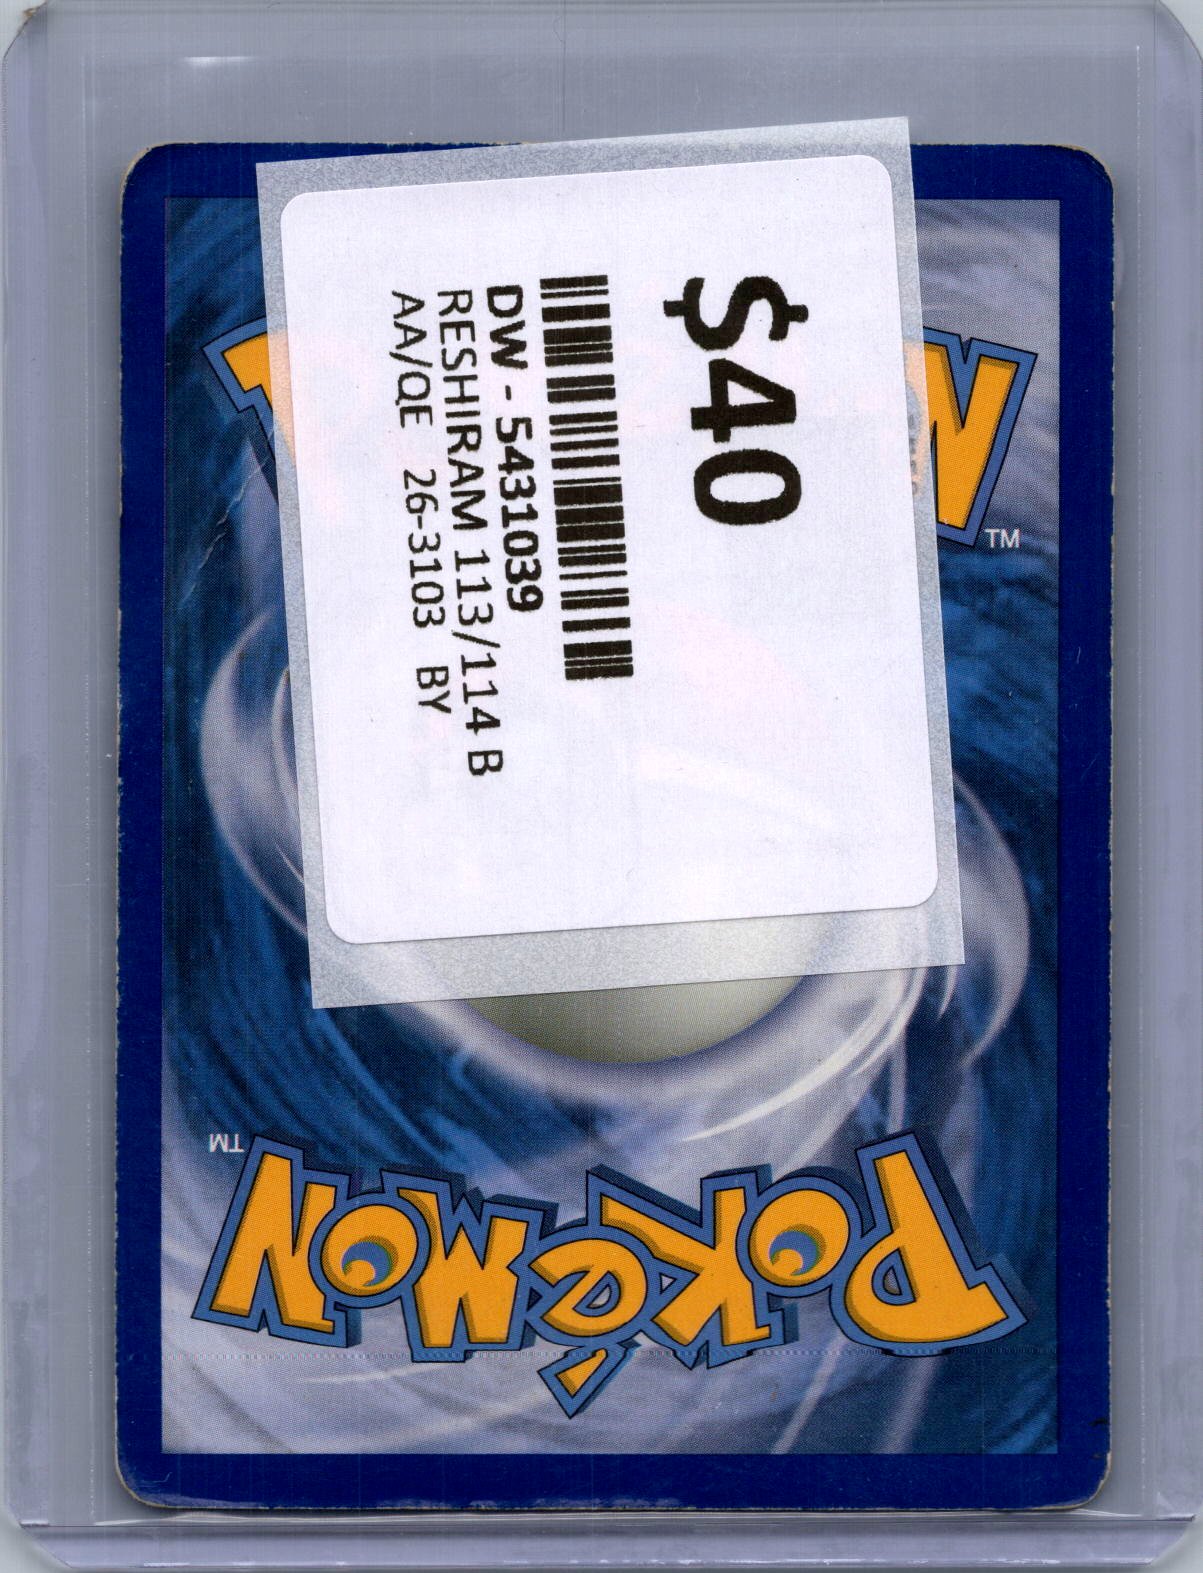 $40
DW - 5431039
RESHIRAM 113/114 B
AA/QE 26-3103 BY
N
TM
POKéMON
TM